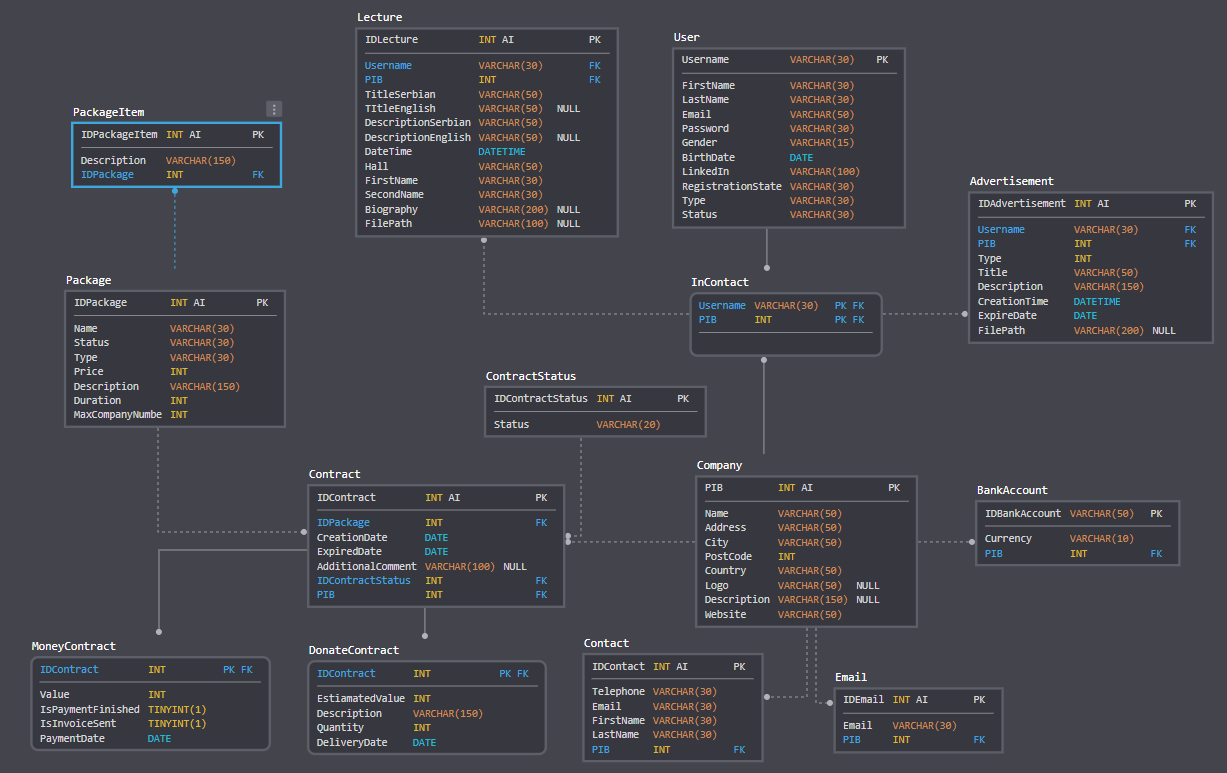 Lecture
IDLecture INT AI PK
Username VARCHAR(30) FK
PIB INT FK
TitleSerbian VARCHAR(50)
TItleEnglish VARCHAR(50) NULL
DescriptionSerbian VARCHAR(50)
DescriptionEnglish VARCHAR(50) NULL
DateTime DATETIME
Hall VARCHAR(50)
FirstName VARCHAR(30)
SecondName VARCHAR(30)
Biography VARCHAR(200) NULL
FilePath VARCHAR(100) NULL
User
Username VARCHAR(30) PK
FirstName VARCHAR(30)
LastName VARCHAR(30)
Email VARCHAR(50)
Password VARCHAR(30)
Gender VARCHAR(15)
BirthDate DATE
LinkedIn VARCHAR(100)
RegistrationState VARCHAR(30)
Type VARCHAR(30)
Status VARCHAR(30)
PackageItem
IDPackageItem INT AI PK
Description VARCHAR(150)
IDPackage INT FK
Advertisement
IDAdvertisement INT AI PK
Username VARCHAR(30) FK
PIB INT FK
Type INT
Title VARCHAR(50)
Description VARCHAR(150)
CreationTime DATETIME
ExpireDate DATE
FilePath VARCHAR(200) NULL
Package
IDPackage INT AI PK
Name VARCHAR(30)
Status VARCHAR(30)
Type VARCHAR(30)
Price INT
Description VARCHAR(150)
Duration INT
MaxCompanyNumbe INT
InContact
Username VARCHAR(30) PK FK
PIB INT PK FK
ContractStatus
IDContractStatus INT AI PK
Status VARCHAR(20)
Contract
IDContract INT AI PK
IDPackage INT FK
CreationDate DATE
ExpiredDate DATE
AdditionalComment VARCHAR(100) NULL
IDContractStatus INT FK
PIB INT FK
Company
PIB INT AI PK
Name VARCHAR(50)
Address VARCHAR(50)
City VARCHAR(50)
PostCode INT
Country VARCHAR(50)
Logo VARCHAR(50) NULL
Description VARCHAR(150) NULL
Website VARCHAR(50)
BankAccount
IDBankAccount VARCHAR(50) PK
Currency VARCHAR(10)
PIB INT FK
MoneyContract
IDContract INT PK FK
Value INT
IsPaymentFinished TINYINT(1)
IsInvoiceSent TINYINT(1)
PaymentDate DATE
DonateContract
IDContract INT PK FK
EstiamatedValue INT
Description VARCHAR(150)
Quantity INT
DeliveryDate DATE
Contact
IDContact INT AI PK
Telephone VARCHAR(30)
Email VARCHAR(30)
FirstName VARCHAR(30)
LastName VARCHAR(30)
PIB INT FK
Email
IDEmail INT AI PK
Email VARCHAR(30)
PIB INT FK